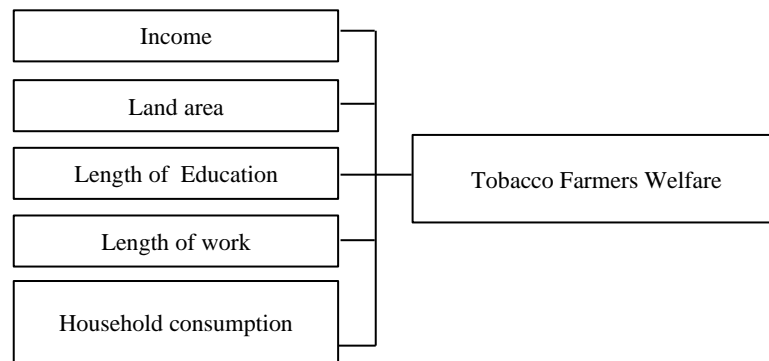 Income
Land area
Length of Education
Tobacco Farmers Welfare
Length of work
Household consumption